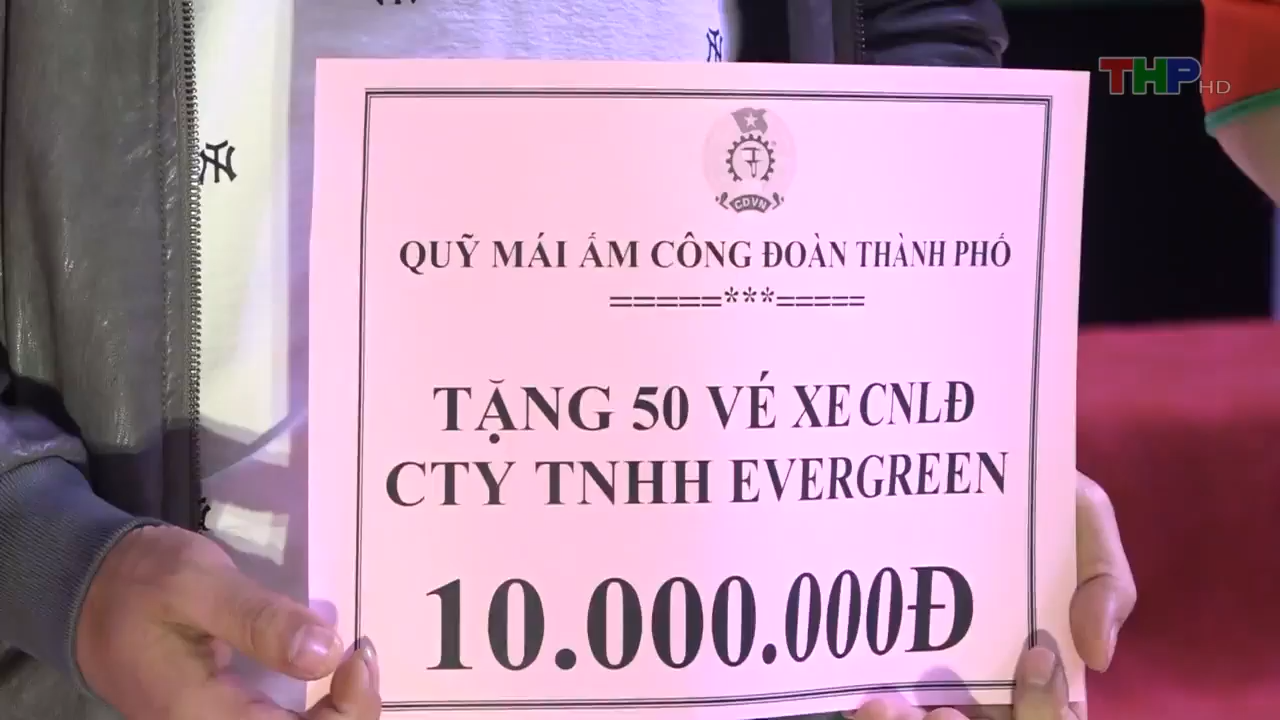 THP HD
CDVN
QUỸ MÁI ẤM CÔNG ĐOÀN THÀNH PHỐ
=====***=====
TẶNG 50 VÉ XE CNLĐ
CTY TNHH EVERGREEN
10.000.000Đ